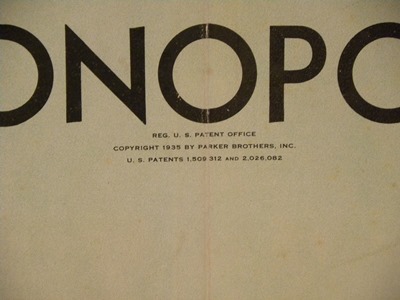 ONOPO
REG. U. S. PATENT OFFICE
COPYRIGHT 1935 BY PARKER BROTHERS, INC.
U. S. PATENTS 1,509,312 AND 2,026,082